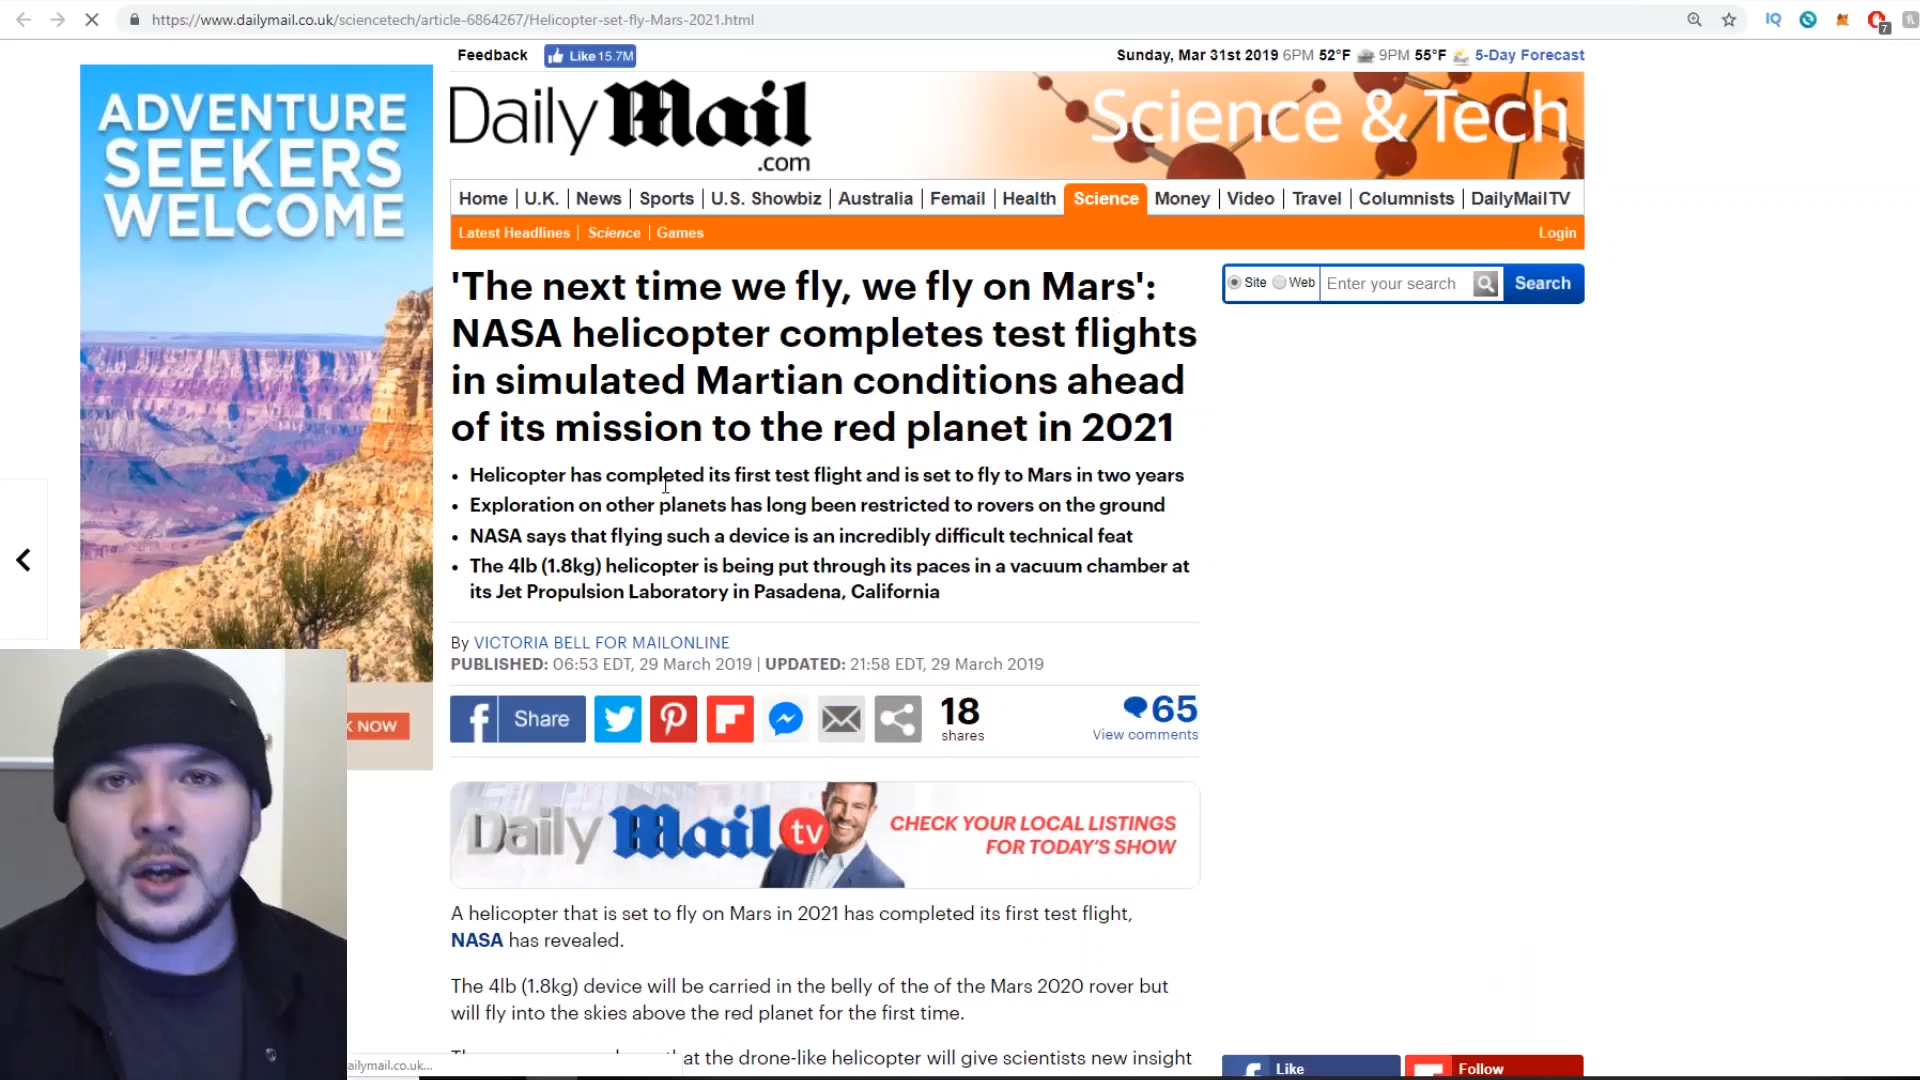 https://www.dailymail.co.uk/sciencetech/article-6864267/Helicopter-set-fly-Mars-2021.html
IQ
7
Feedback
Like 15.7M
Sunday, Mar 31st 2019 6PM 52°F 9PM 55°F 5-Day Forecast
ADVENTURE
SEEKERS
WELCOME
Daily Mail
.com
Science & Tech
Home | U.K. | News | Sports | U.S. Showbiz | Australia | Femail | Health | Science | Money | Video | Travel | Columnists | DailyMailTV
Latest Headlines | Science | Games
Login
'The next time we fly, we fly on Mars':
NASA helicopter completes test flights
in simulated Martian conditions ahead
of its mission to the red planet in 2021
Site Web Enter your search Search
• Helicopter has completed its first test flight and is set to fly to Mars in two years
• Exploration on other planets has long been restricted to rovers on the ground
• NASA says that flying such a device is an incredibly difficult technical feat
• The 4lb (1.8kg) helicopter is being put through its paces in a vacuum chamber at
its Jet Propulsion Laboratory in Pasadena, California
By VICTORIA BELL FOR MAILONLINE
PUBLISHED: 06:53 EDT, 29 March 2019 | UPDATED: 21:58 EDT, 29 March 2019
Share
18
shares
65
View comments
K NOW
Daily Mail tv
CHECK YOUR LOCAL LISTINGS
FOR TODAY'S SHOW
A helicopter that is set to fly on Mars in 2021 has completed its first test flight,
NASA has revealed.
The 4lb (1.8kg) device will be carried in the belly of the of the Mars 2020 rover but
will fly into the skies above the red planet for the first time.
at the drone-like helicopter will give scientists new insight
ailymail.co.uk...
Like
Follow